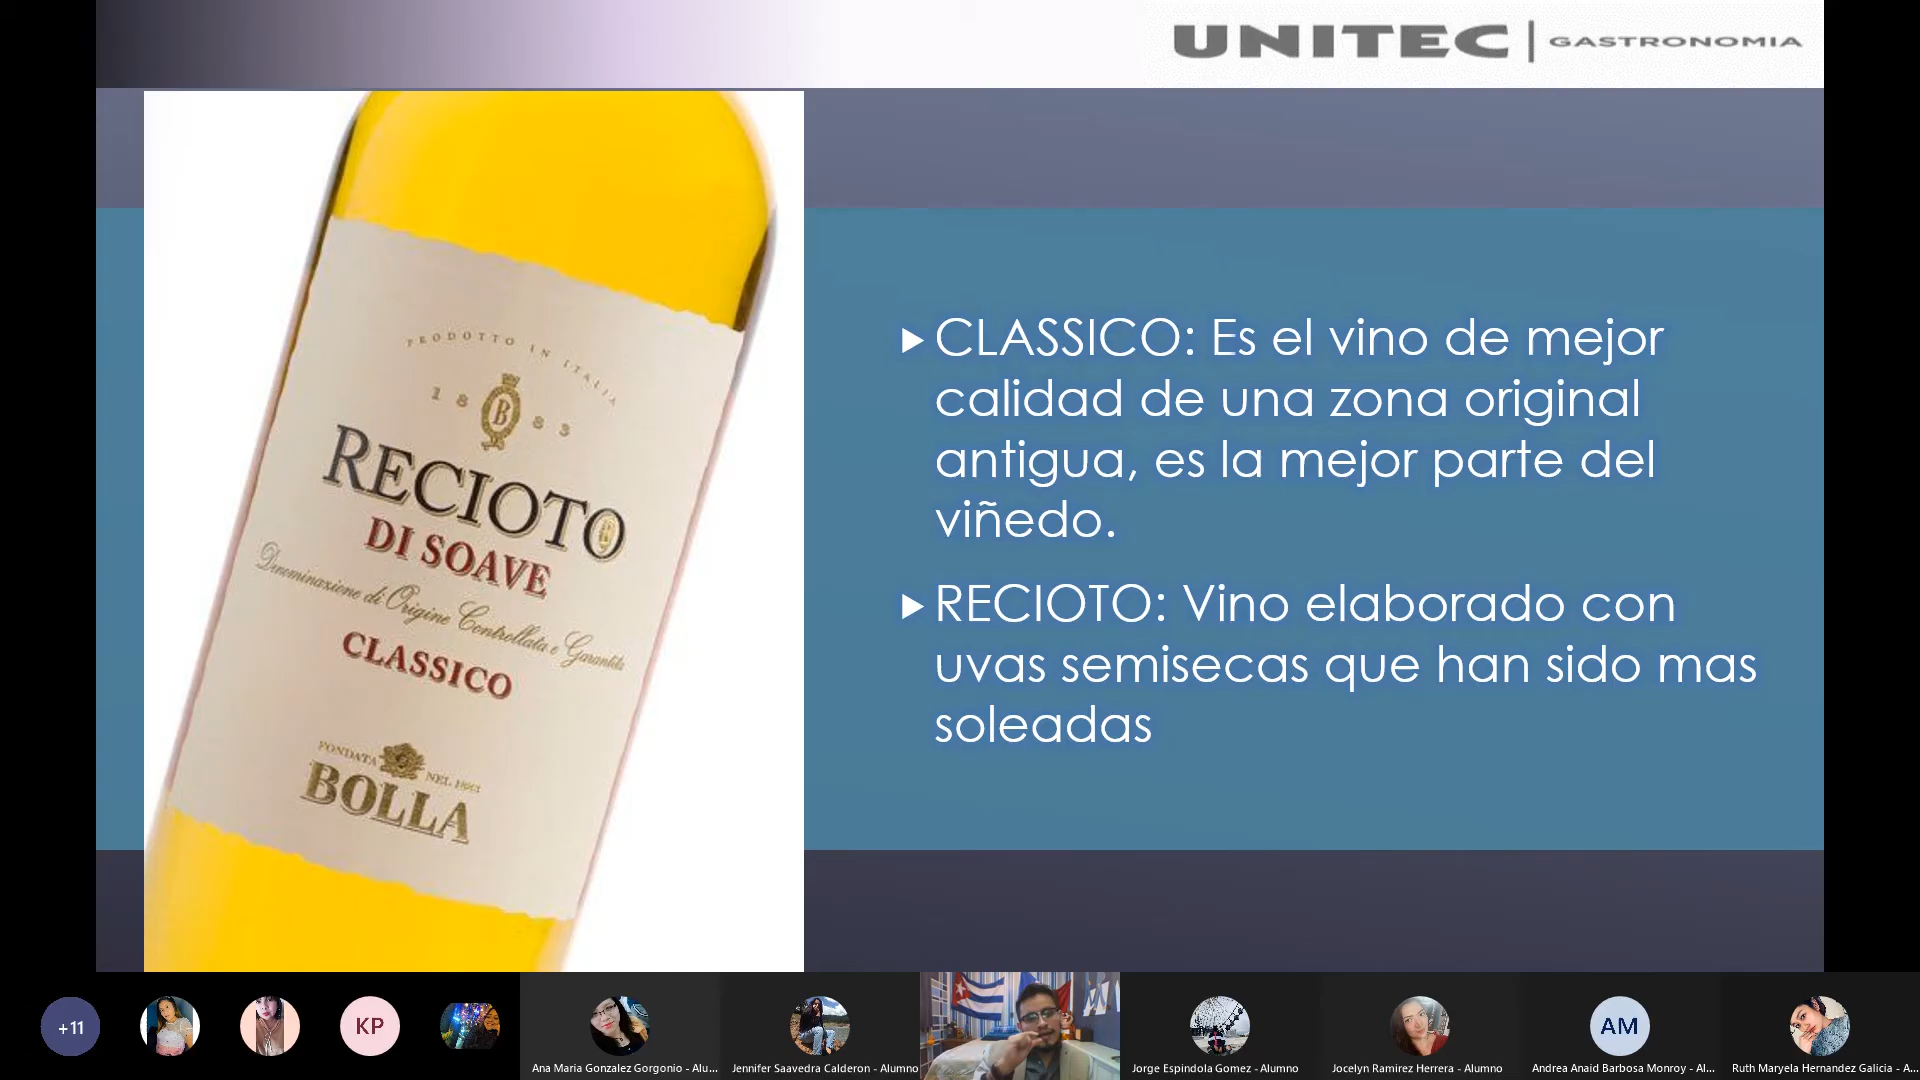 UNITEC | GASTRONOMIA
PRODOTTO IN ITALIA
18 B 83
RECIOTO
DI SOAVE
Denominazione di Origine Controllata e Garantita
CLASSICO
FONDATA NEL 1883
BOLLA
▶ CLASSICO: Es el vino de mejor
calidad de una zona original
antigua, es la mejor parte del
viñedo.
▶ RECIOTO: Vino elaborado con
uvas semisecas que han sido mas
soleadas
+11
KP
Ana Maria Gonzalez Gorgonio - Alu...
Jennifer Saavedra Calderon - Alumno
Jorge Espindola Gomez - Alumno
Jocelyn Ramirez Herrera - Alumno
AM
Andrea Anaid Barbosa Monroy - Al...
Ruth Maryela Hernandez Galicia - A...